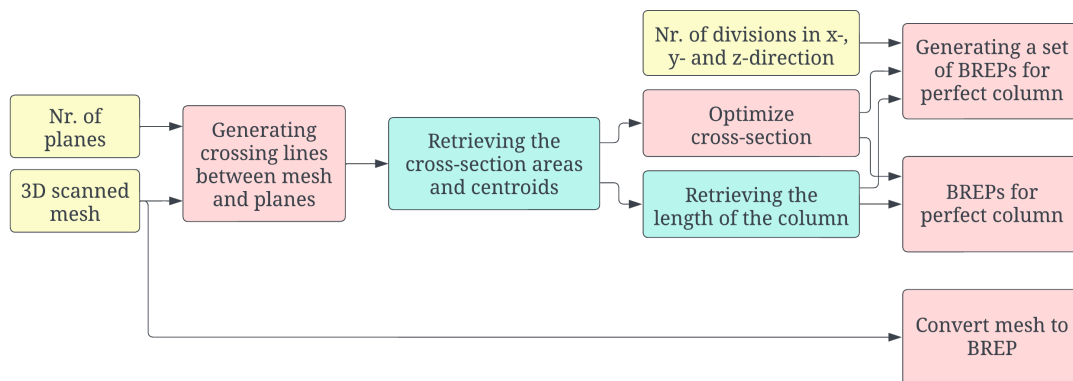 Nr. of
planes
3D scanned
mesh
Generating
crossing lines
between mesh
and planes
Retrieving the
cross-section areas
and centroids
Nr. of divisions in x-,
y- and z-direction
Optimize
cross-section
Retrieving the
length of the column
Generating a set
of BREPs for
perfect column
BREPs for
perfect column
Convert mesh to
BREP